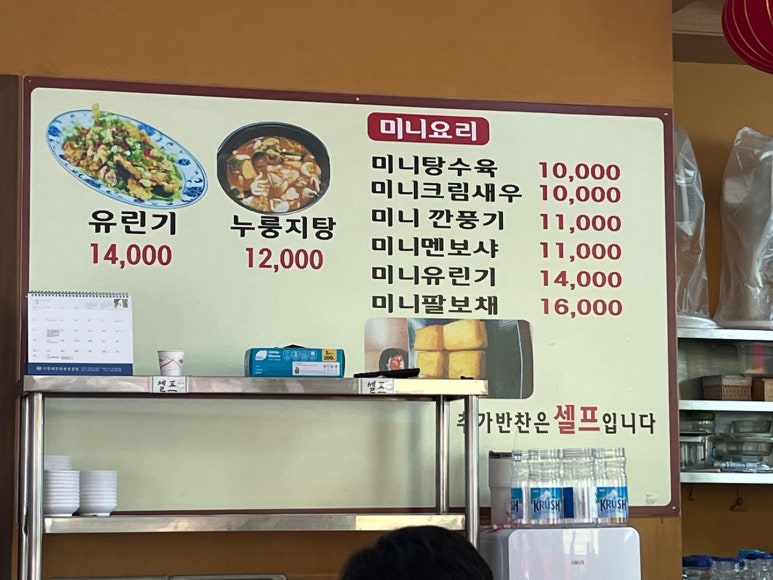 유린기
14,000
누룽지탕
12,000
미니요리
미니탕수육 10,000
미니크림새우 10,000
미니 깐풍기 11,000
미니멘보샤 11,000
미니유린기 14,000
미니팔보채 16,000
셀프
셀프
추가반찬은 셀프입니다
KRUSH
KRUSH